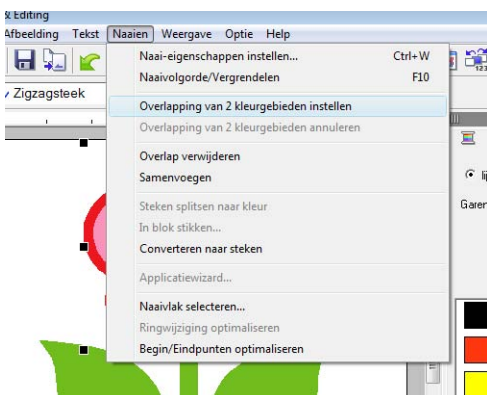 & Editing
Afbeelding Tekst Naaien Weergave Optie Help
Zigzagsteek
Naai-eigenschappen instellen... Ctrl+W
Naaivolgorde/Vergrendelen F10
Overlapping van 2 kleurgebieden instellen
Overlapping van 2 kleurgebieden annuleren
Overlap verwijderen
Samenvoegen
Steken splitsen naar kleur
In blok stikken...
Converteren naar steken
Applicatiewizard...
Naaivlak selecteren...
Ringwijziging optimaliseren
Begin/Eindpunten optimaliseren
123
Garen